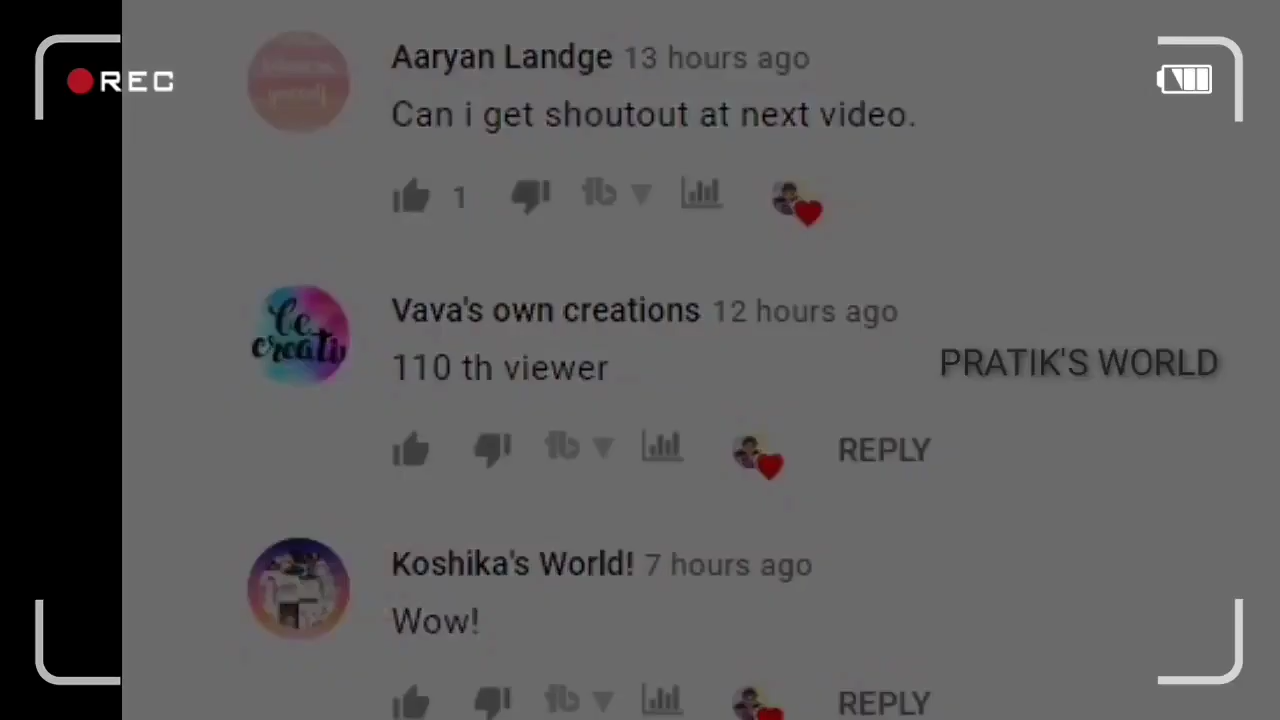 REC
Aaryan Landge 13 hours ago
Can i get shoutout at next video.
1
Vava's own creations 12 hours ago
110 th viewer
PRATIK'S WORLD
REPLY
Koshika's World! 7 hours ago
Wow!
REPLY